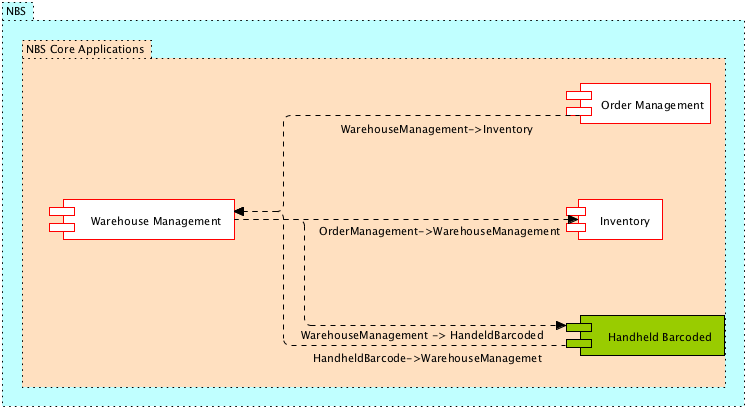 NBS
NBS Core Applications
Order Management
WarehouseManagement->Inventory
Warehouse Management
Inventory
OrderManagement->WarehouseManagement
WarehouseManagement -> HandeldBarcoded
Handheld Barcoded
HandheldBarcode->WarehouseManagemet